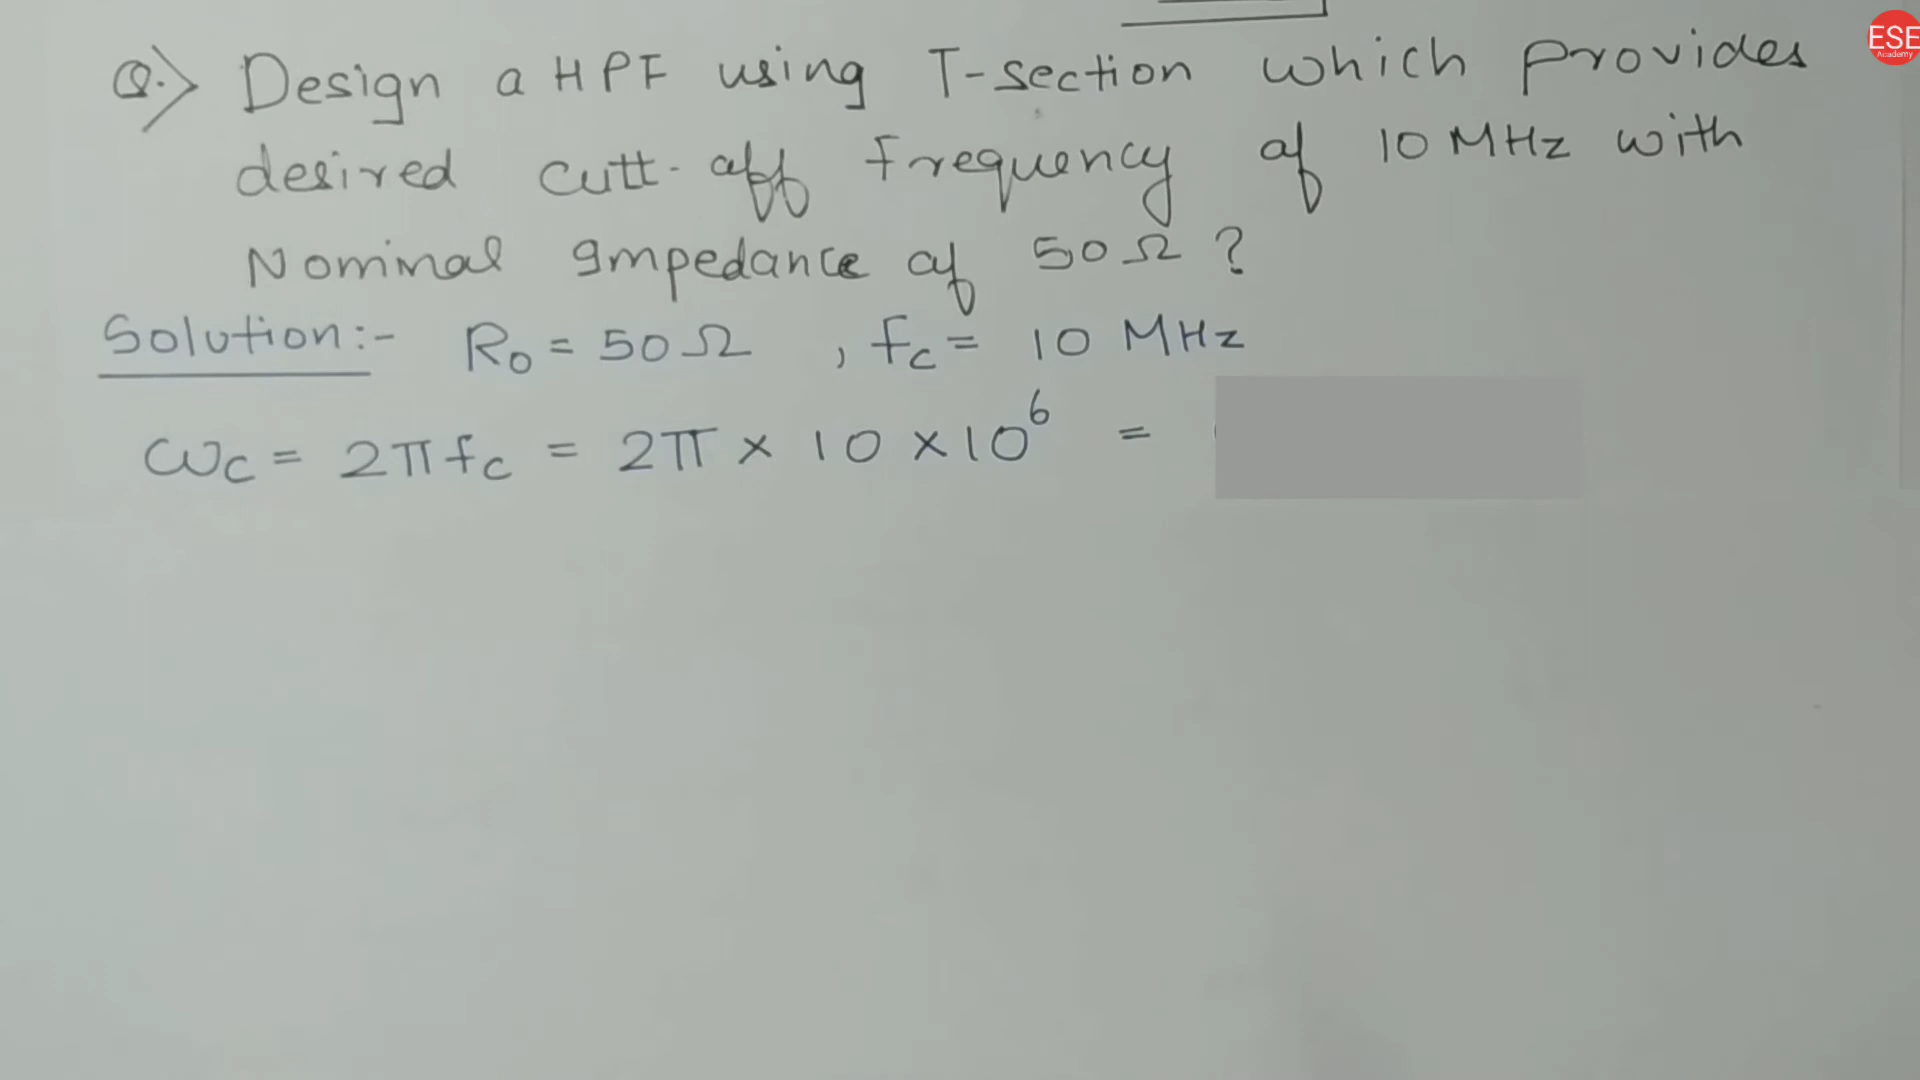 ESE
Academy
Q.> Design a HPF using T-section which provides
desired cutt-off frequency of 10 MHz with
Nominal Impedance of 50Ω ?
Solution:- R₀ = 50Ω , fc = 10 MHz
ωc = 2πfc = 2π × 10 × 10⁶ =